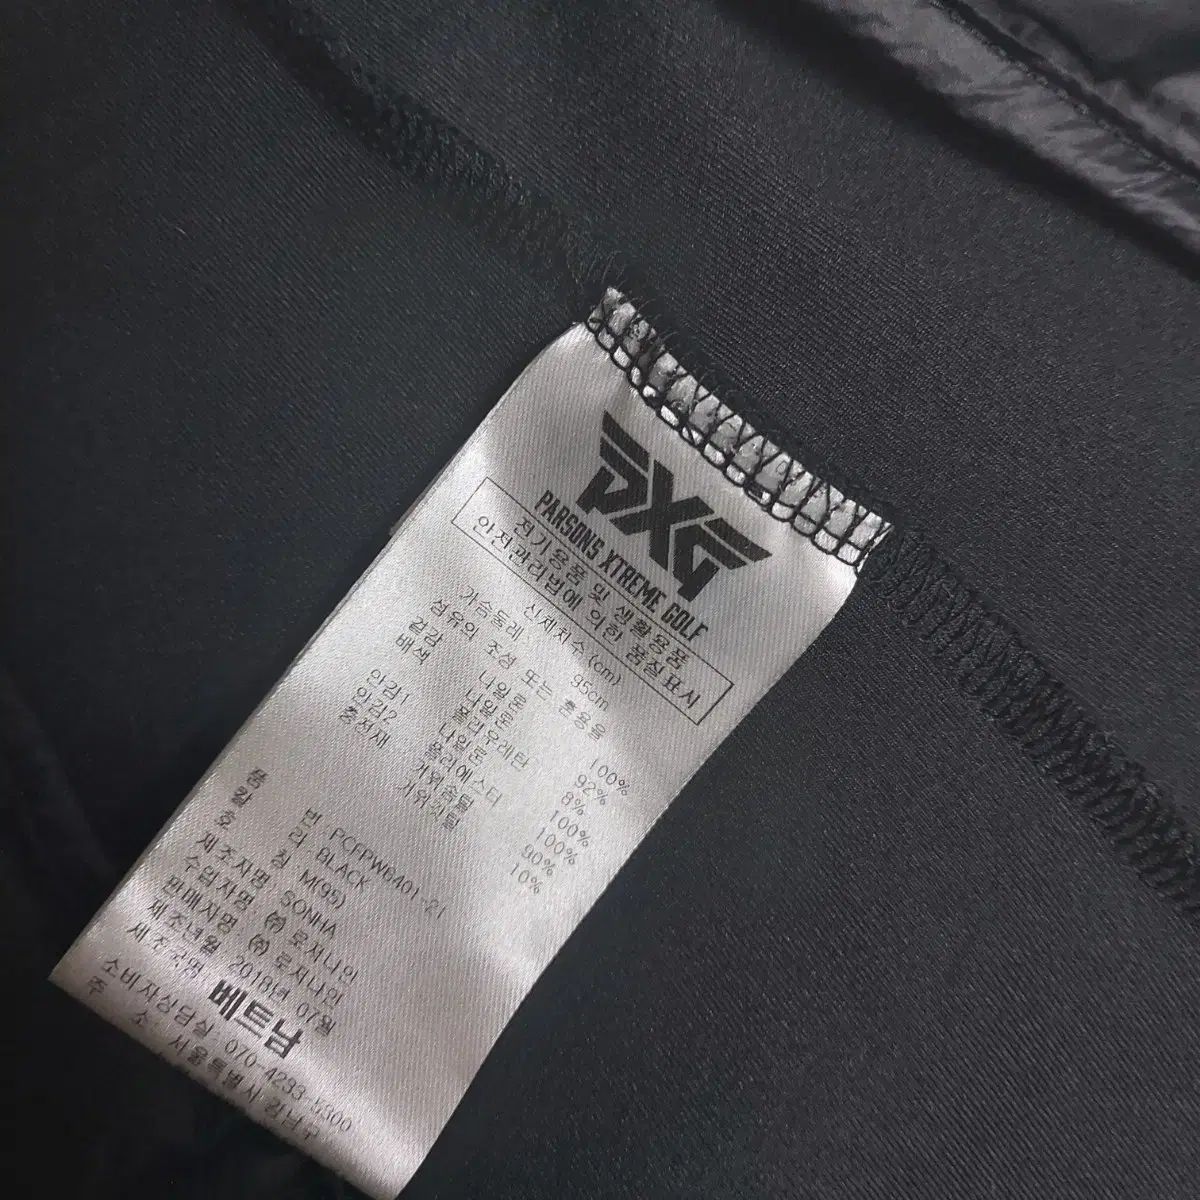 PXG
PARSONS XTREME GOLF
전기용품 및 생활용품
안전관리법에 의한 품질표시
신체치수(cm)
가슴둘레 95cm
섬유의 조성 또는 혼용율
겉감 나일론 100%
배색 나일론 92%
폴리우레탄 8%
안감1 나일론 100%
안감2 폴리에스터 100%
충전재 거위솜털 90%
거위깃털 10%
품 번 : PCFPW6401-21
칼 러 : BLACK
호 칭 : M(95)
제조자명 : SONHA
수입자명 : ㈜ 로저나인
판매자명 : ㈜ 로저나인
제조년월 : 2018년 07월
제조국명 : 베트남
소비자상담실 : 070-4233-5300
주 소 : 서울특별시 강남구